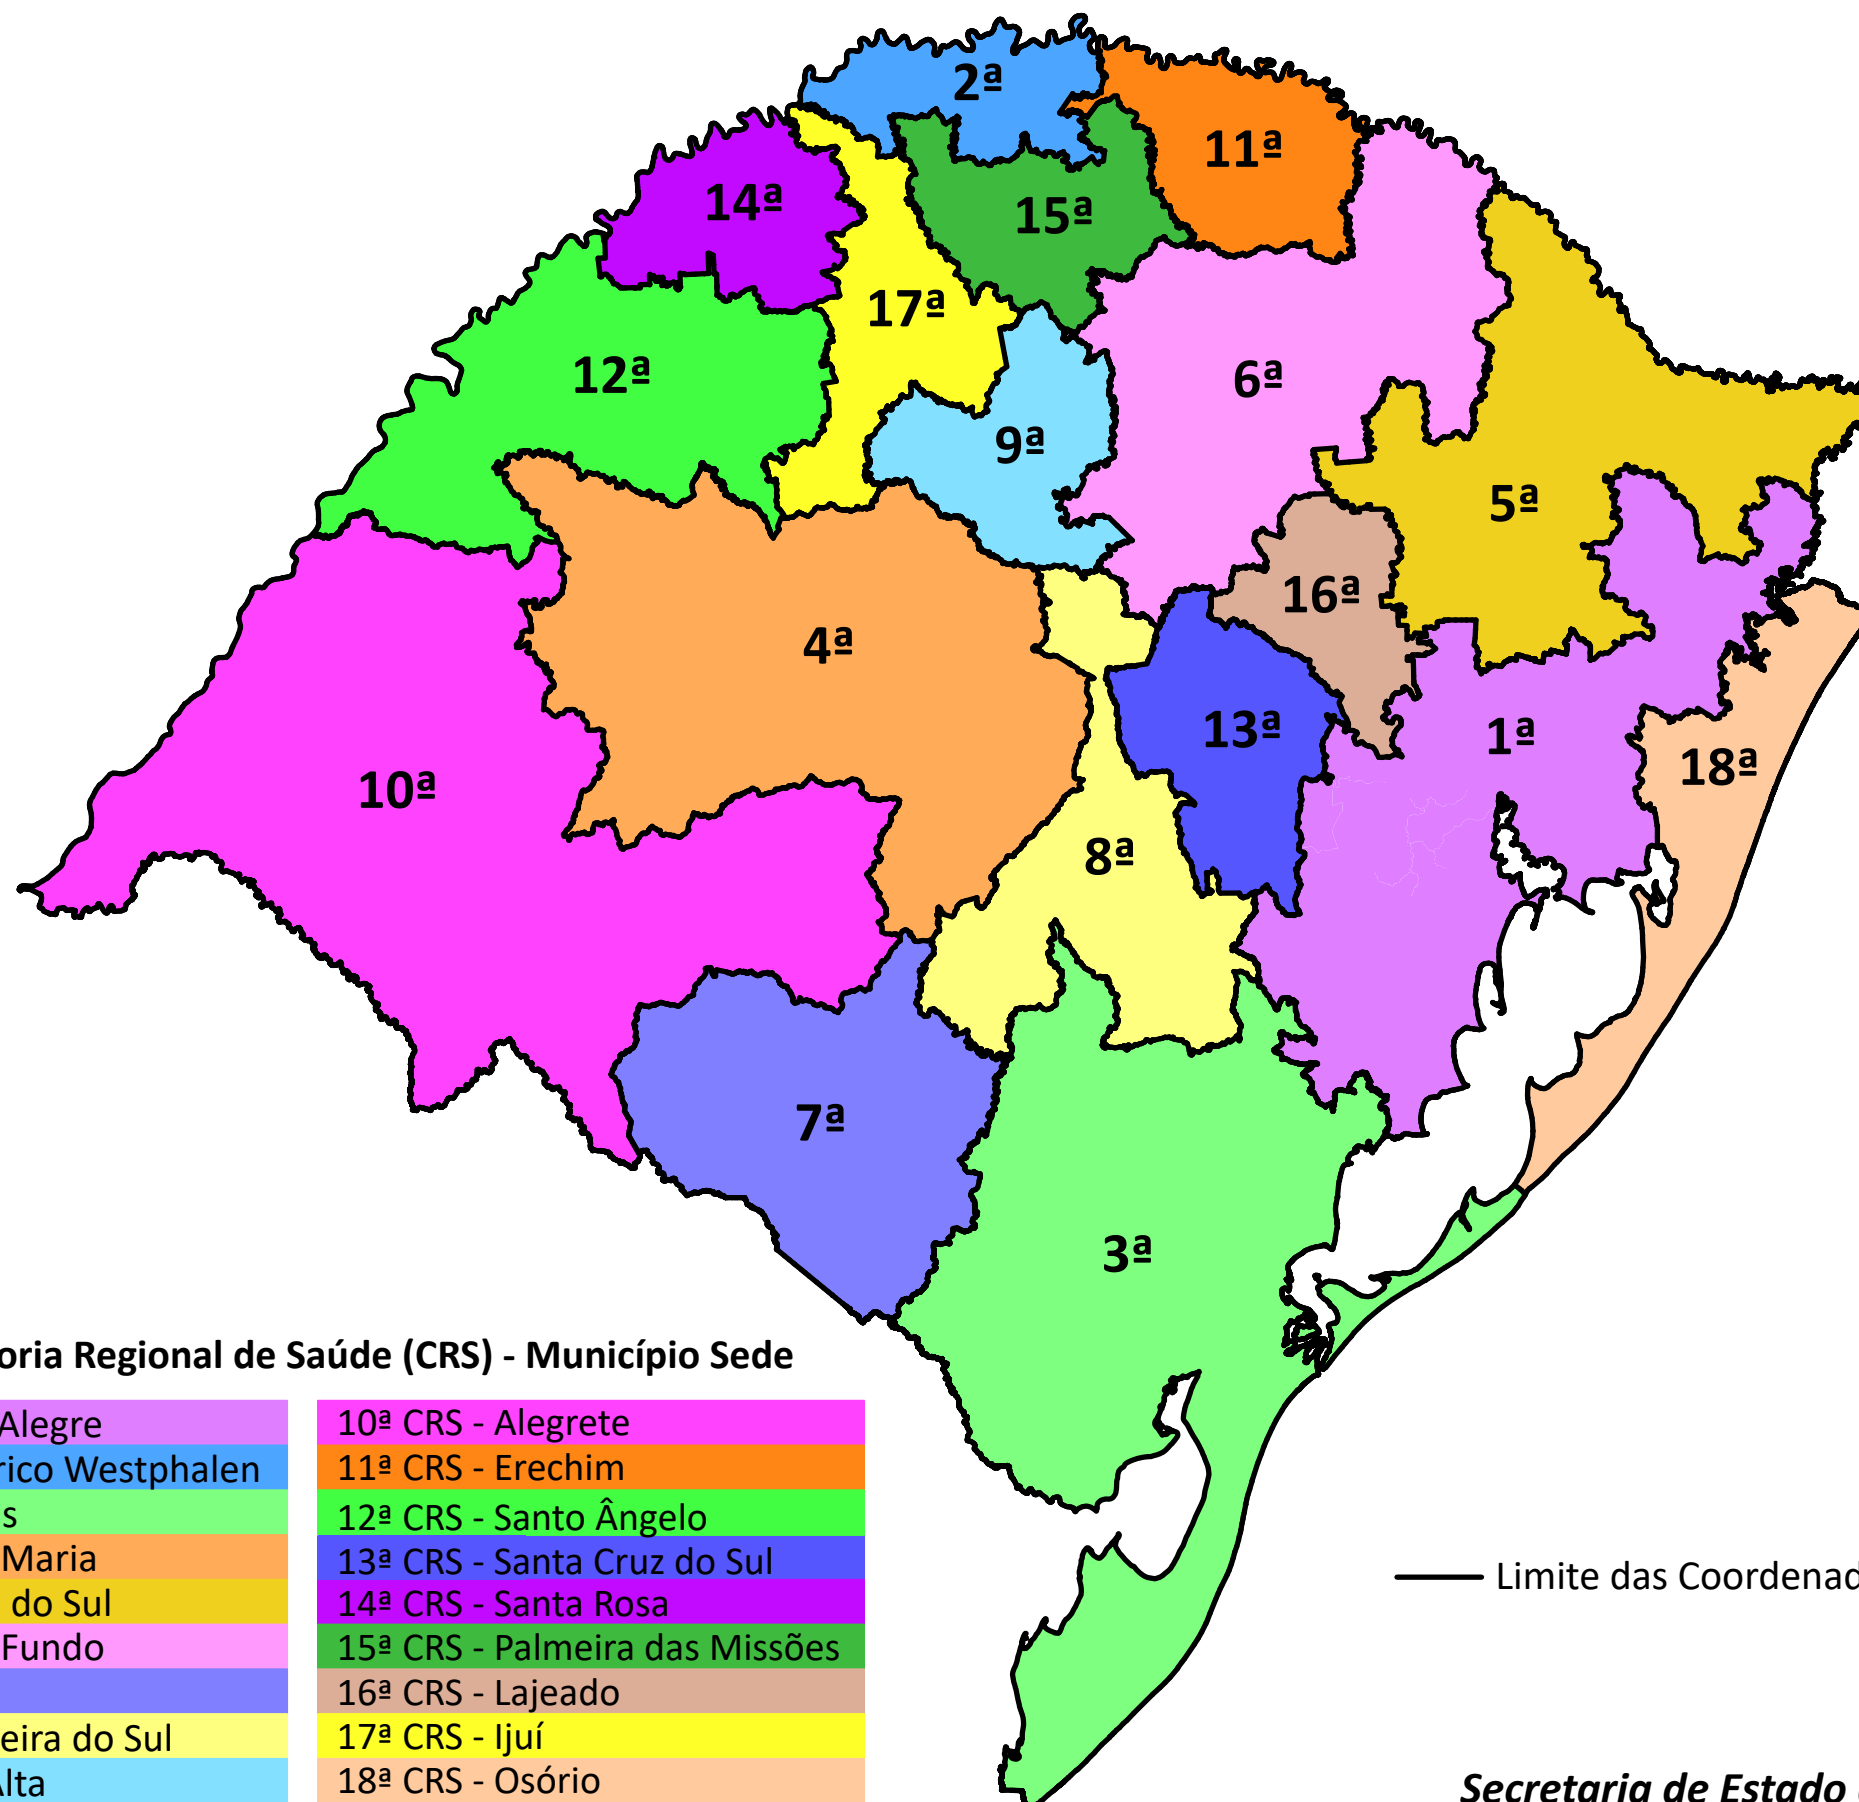 2ª
11ª
14ª
15ª
17ª
12ª
6ª
9ª
5ª
16ª
4ª
13ª
1ª
18ª
10ª
8ª
7ª
3ª
oria Regional de Saúde (CRS) - Município Sede
Alegre
rico Westphalen
s
Maria
do Sul
Fundo
eira do Sul
Alta
10ª CRS - Alegrete
11ª CRS - Erechim
12ª CRS - Santo Ângelo
13ª CRS - Santa Cruz do Sul
14ª CRS - Santa Rosa
15ª CRS - Palmeira das Missões
16ª CRS - Lajeado
17ª CRS - Ijuí
18ª CRS - Osório
Limite das Coordenad
Secretaria de Estado